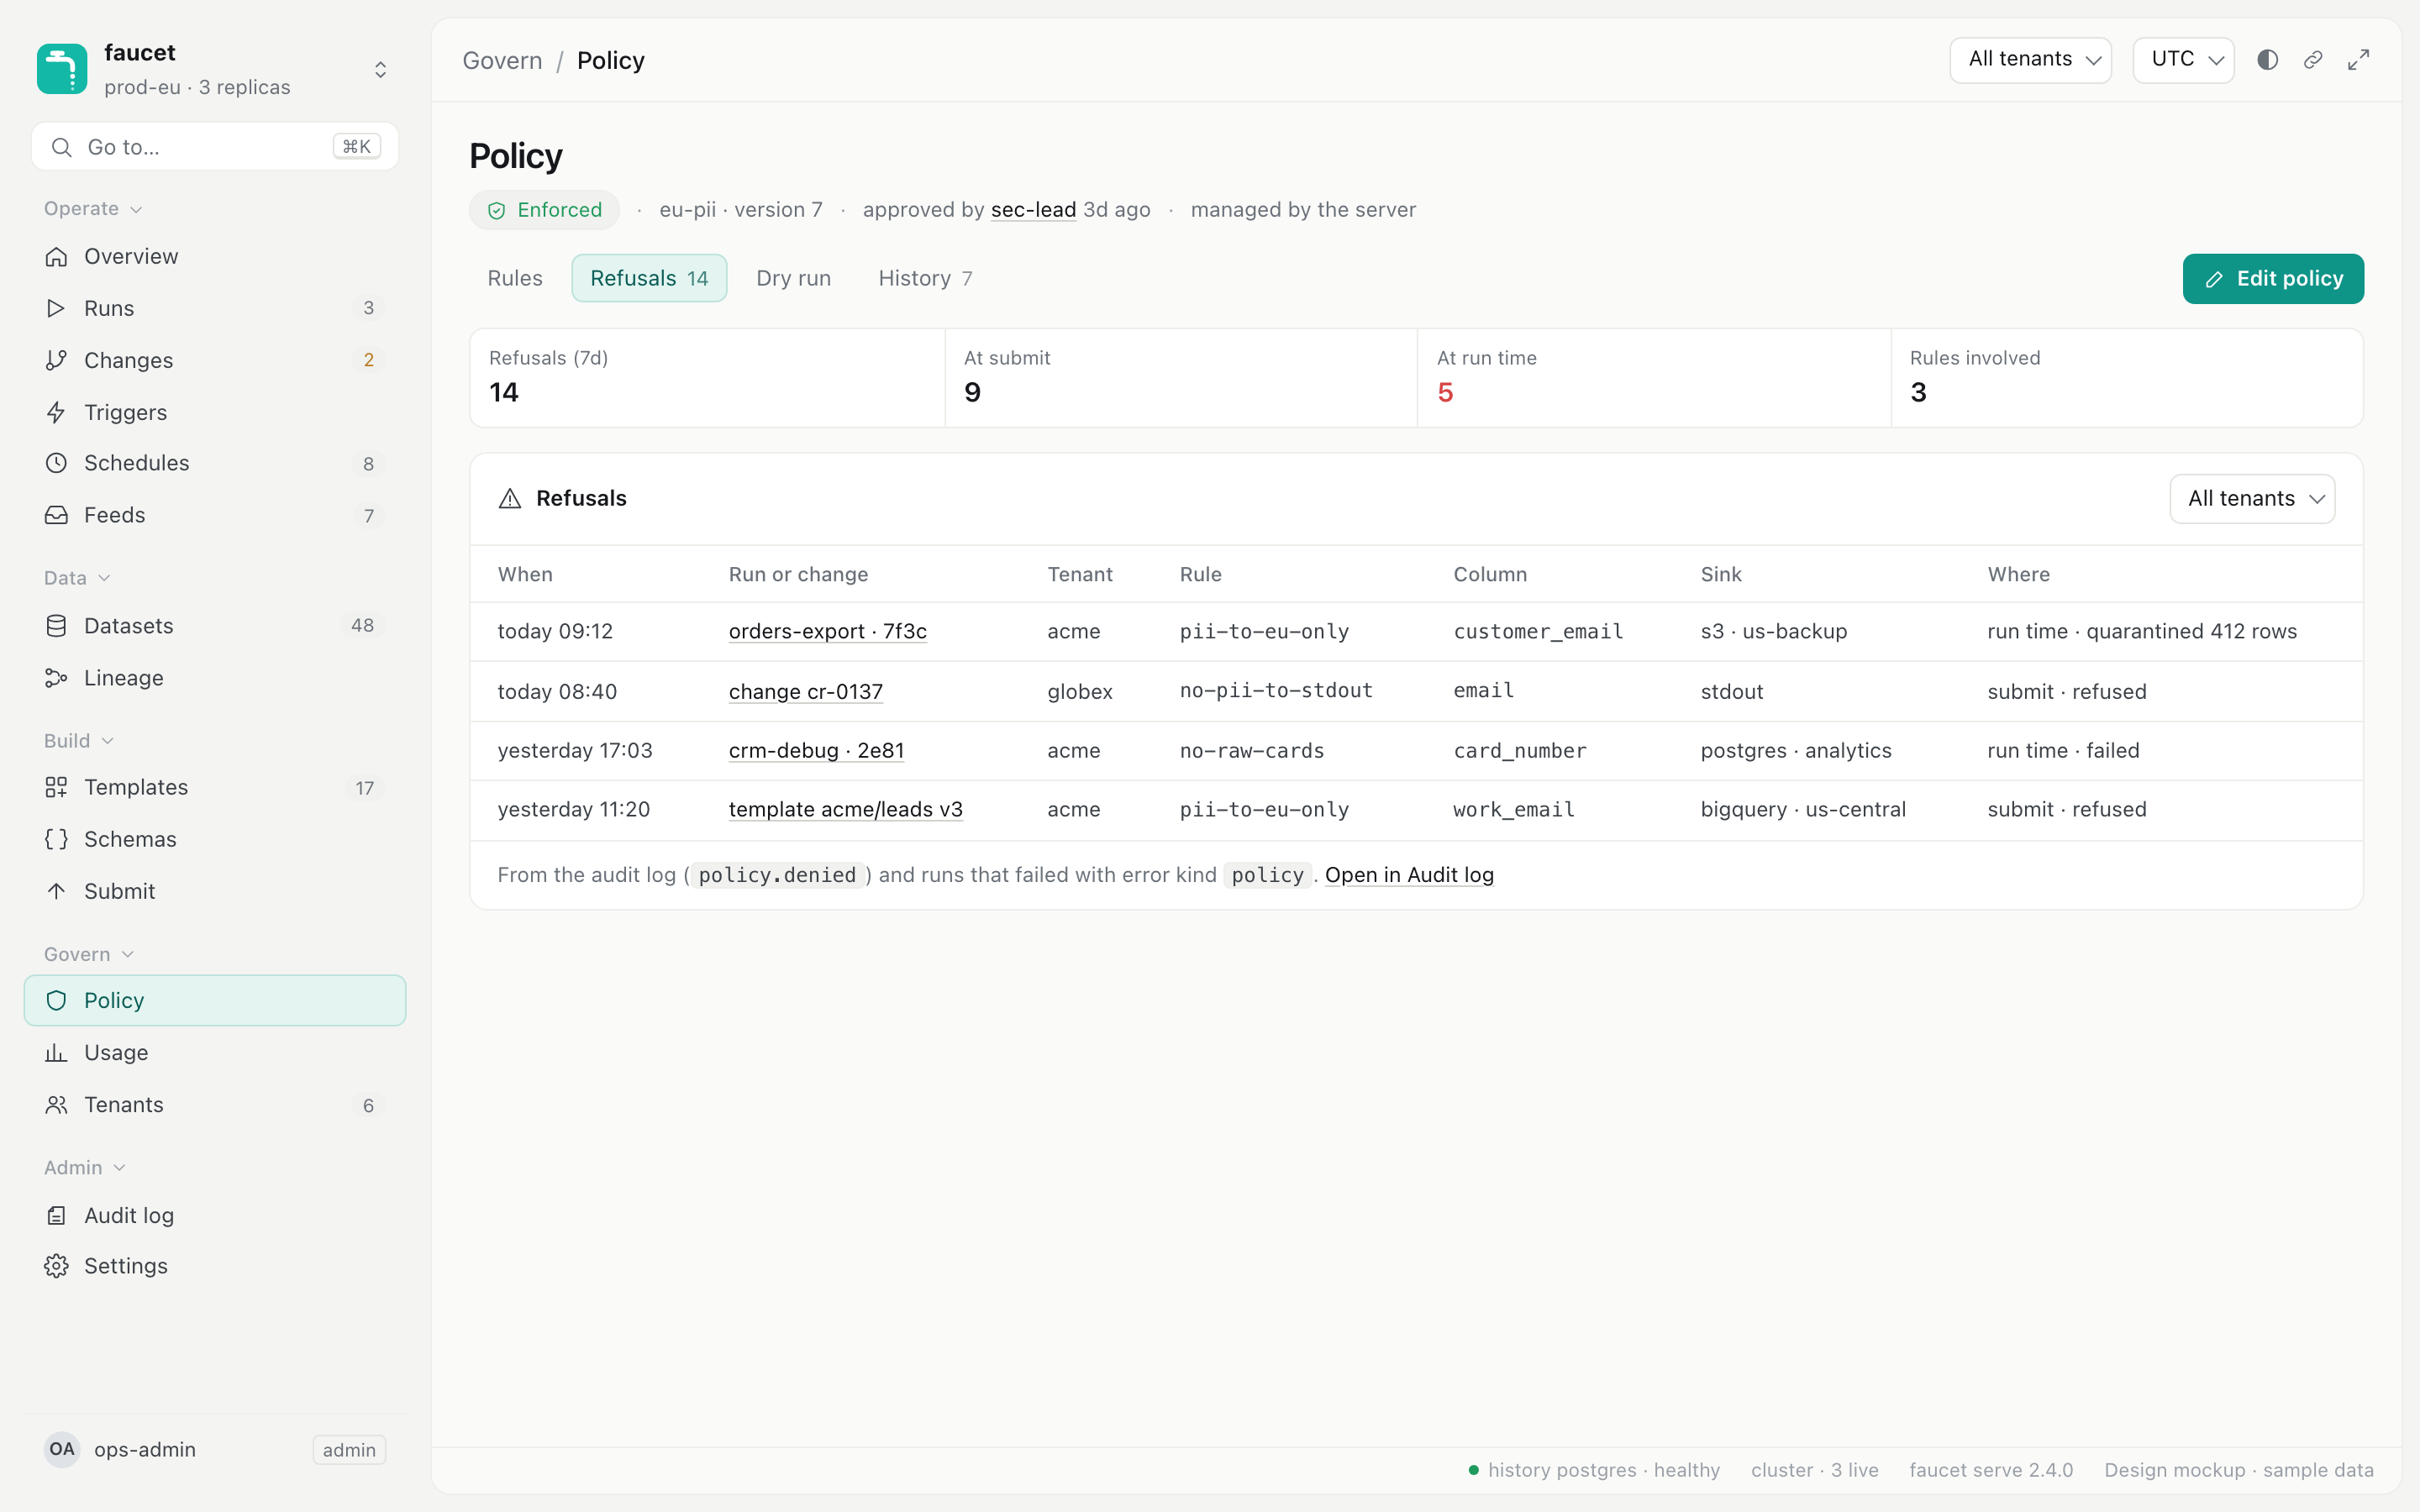 faucet
prod-eu · 3 replicas
Go to... ⌘K
Operate
Overview
Runs 3
Changes 2
Triggers
Schedules 8
Feeds 7
Data
Datasets 48
Lineage
Build
Templates 17
Schemas
Submit
Govern
Policy
Usage
Tenants 6
Admin
Audit log
Settings
OA ops-admin admin
Govern / Policy
All tenants UTC
Policy
Enforced · eu-pii · version 7 · approved by sec-lead 3d ago · managed by the server
Rules Refusals 14 Dry run History 7 Edit policy
Refusals (7d) At submit At run time Rules involved
14 9 5 3
Refusals All tenants
When Run or change Tenant Rule Column Sink Where
today 09:12 orders-export · 7f3c acme pii-to-eu-only customer_email s3 · us-backup run time · quarantined 412 rows
today 08:40 change cr-0137 globex no-pii-to-stdout email stdout submit · refused
yesterday 17:03 crm-debug · 2e81 acme no-raw-cards card_number postgres · analytics run time · failed
yesterday 11:20 template acme/leads v3 acme pii-to-eu-only work_email bigquery · us-central submit · refused
From the audit log (policy.denied) and runs that failed with error kind policy. Open in Audit log
history postgres · healthy cluster · 3 live faucet serve 2.4.0 Design mockup · sample data